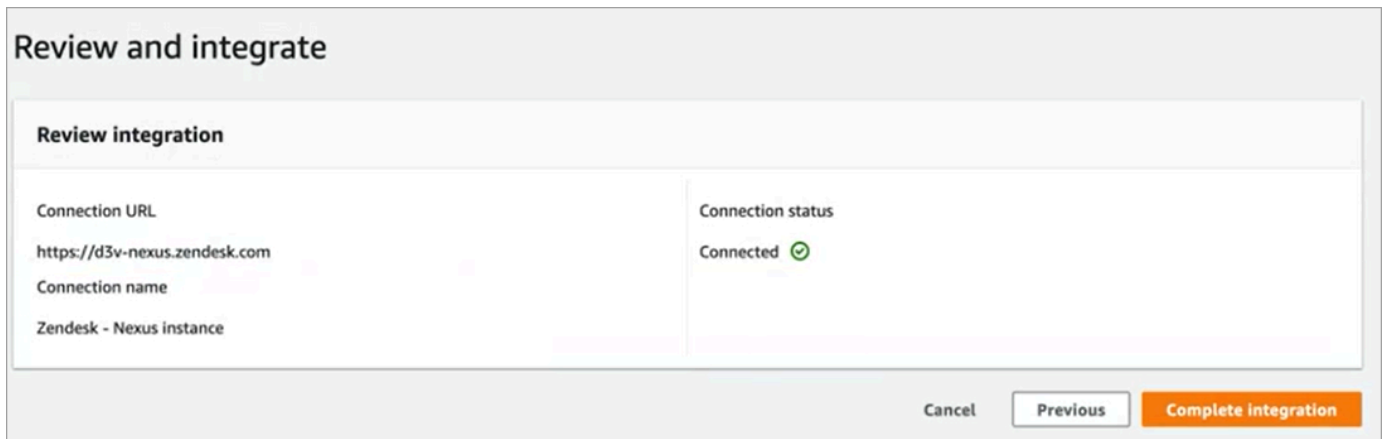 Review and integrate
Review integration
Connection URL
https://d3v-nexus.zendesk.com
Connection name
Zendesk - Nexus instance
Connection status
Connected
Cancel
Previous
Complete integration